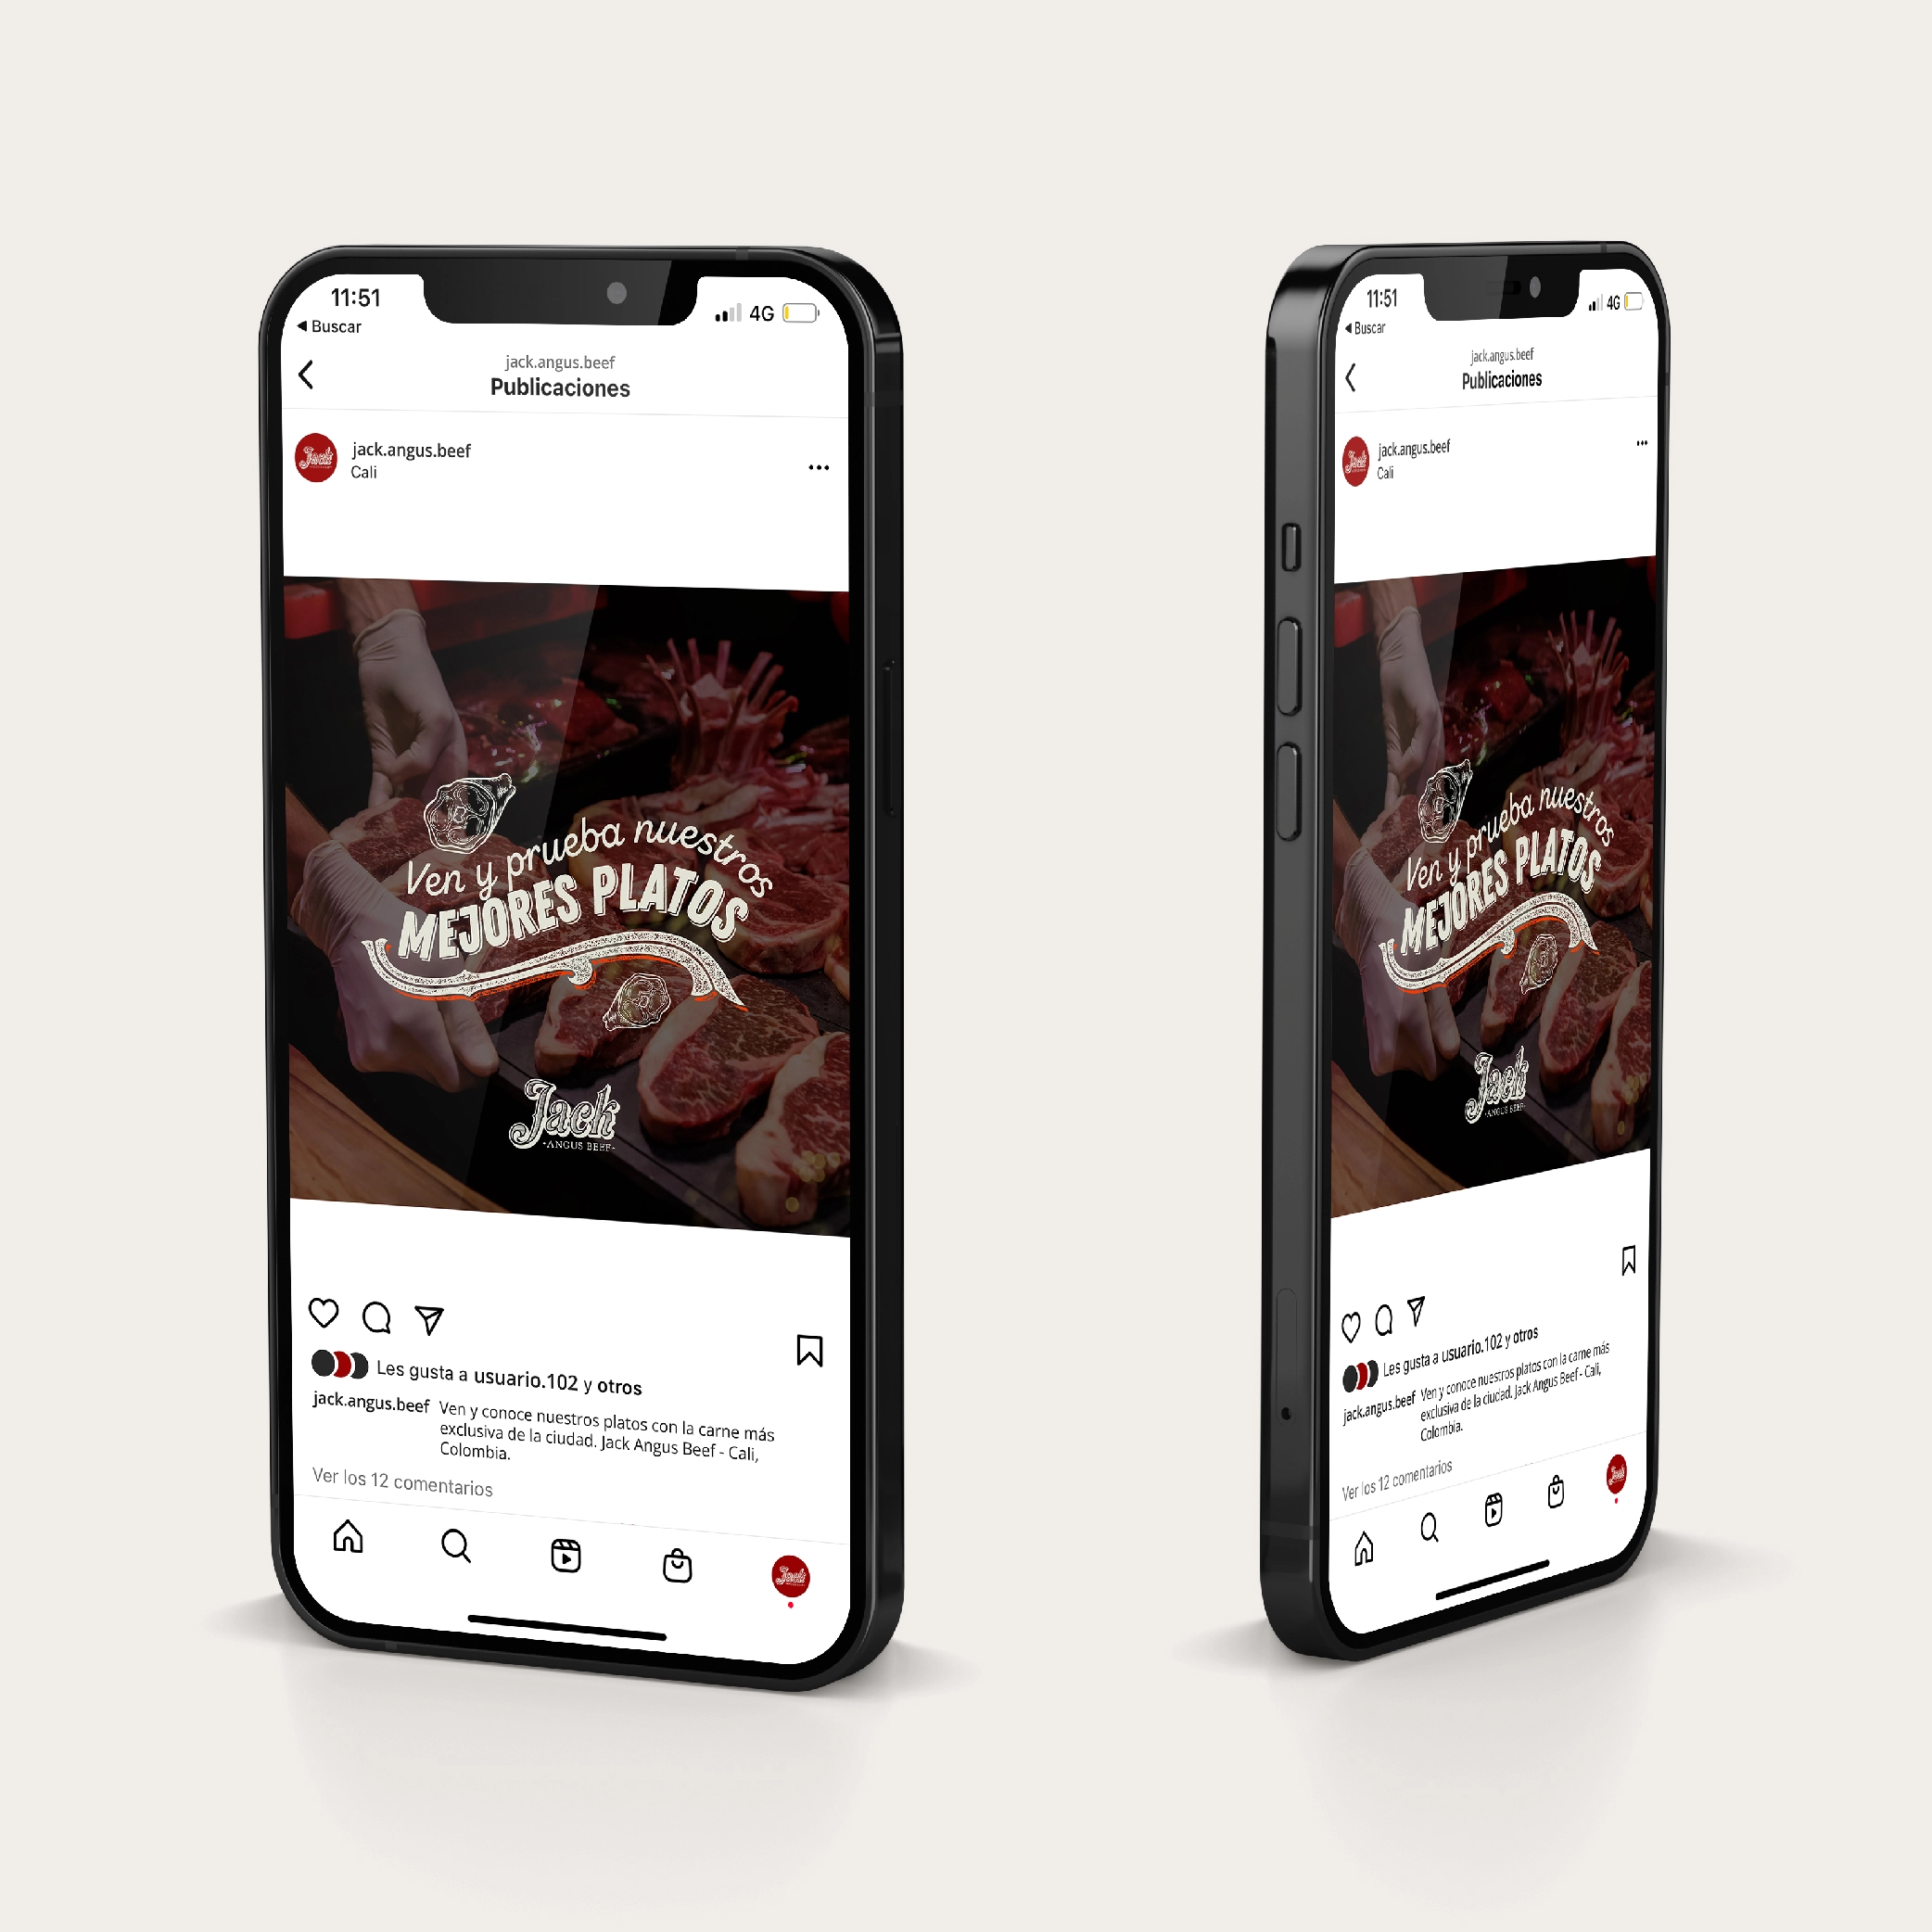 11:51
◀ Buscar
4G
jack.angus.beef
Publicaciones
jack.angus.beef
Cali
Ven y prueba nuestros
MEJORES PLATOS
Jack
·ANGUS BEEF·
Les gusta a usuario.102 y otros
jack.angus.beef Ven y conoce nuestros platos con la carne más
exclusiva de la ciudad. Jack Angus Beef - Cali,
Colombia.
Ver los 12 comentarios
11:51
◀ Buscar
4G
jack.angus.beef
Publicaciones
jack.angus.beef
Cali
Ven y prueba nuestros
MEJORES PLATOS
Jack
·ANGUS BEEF·
Les gusta a usuario.102 y otros
jack.angus.beef Ven y conoce nuestros platos con la carne más
exclusiva de la ciudad. Jack Angus Beef - Cali,
Colombia.
Ver los 12 comentarios